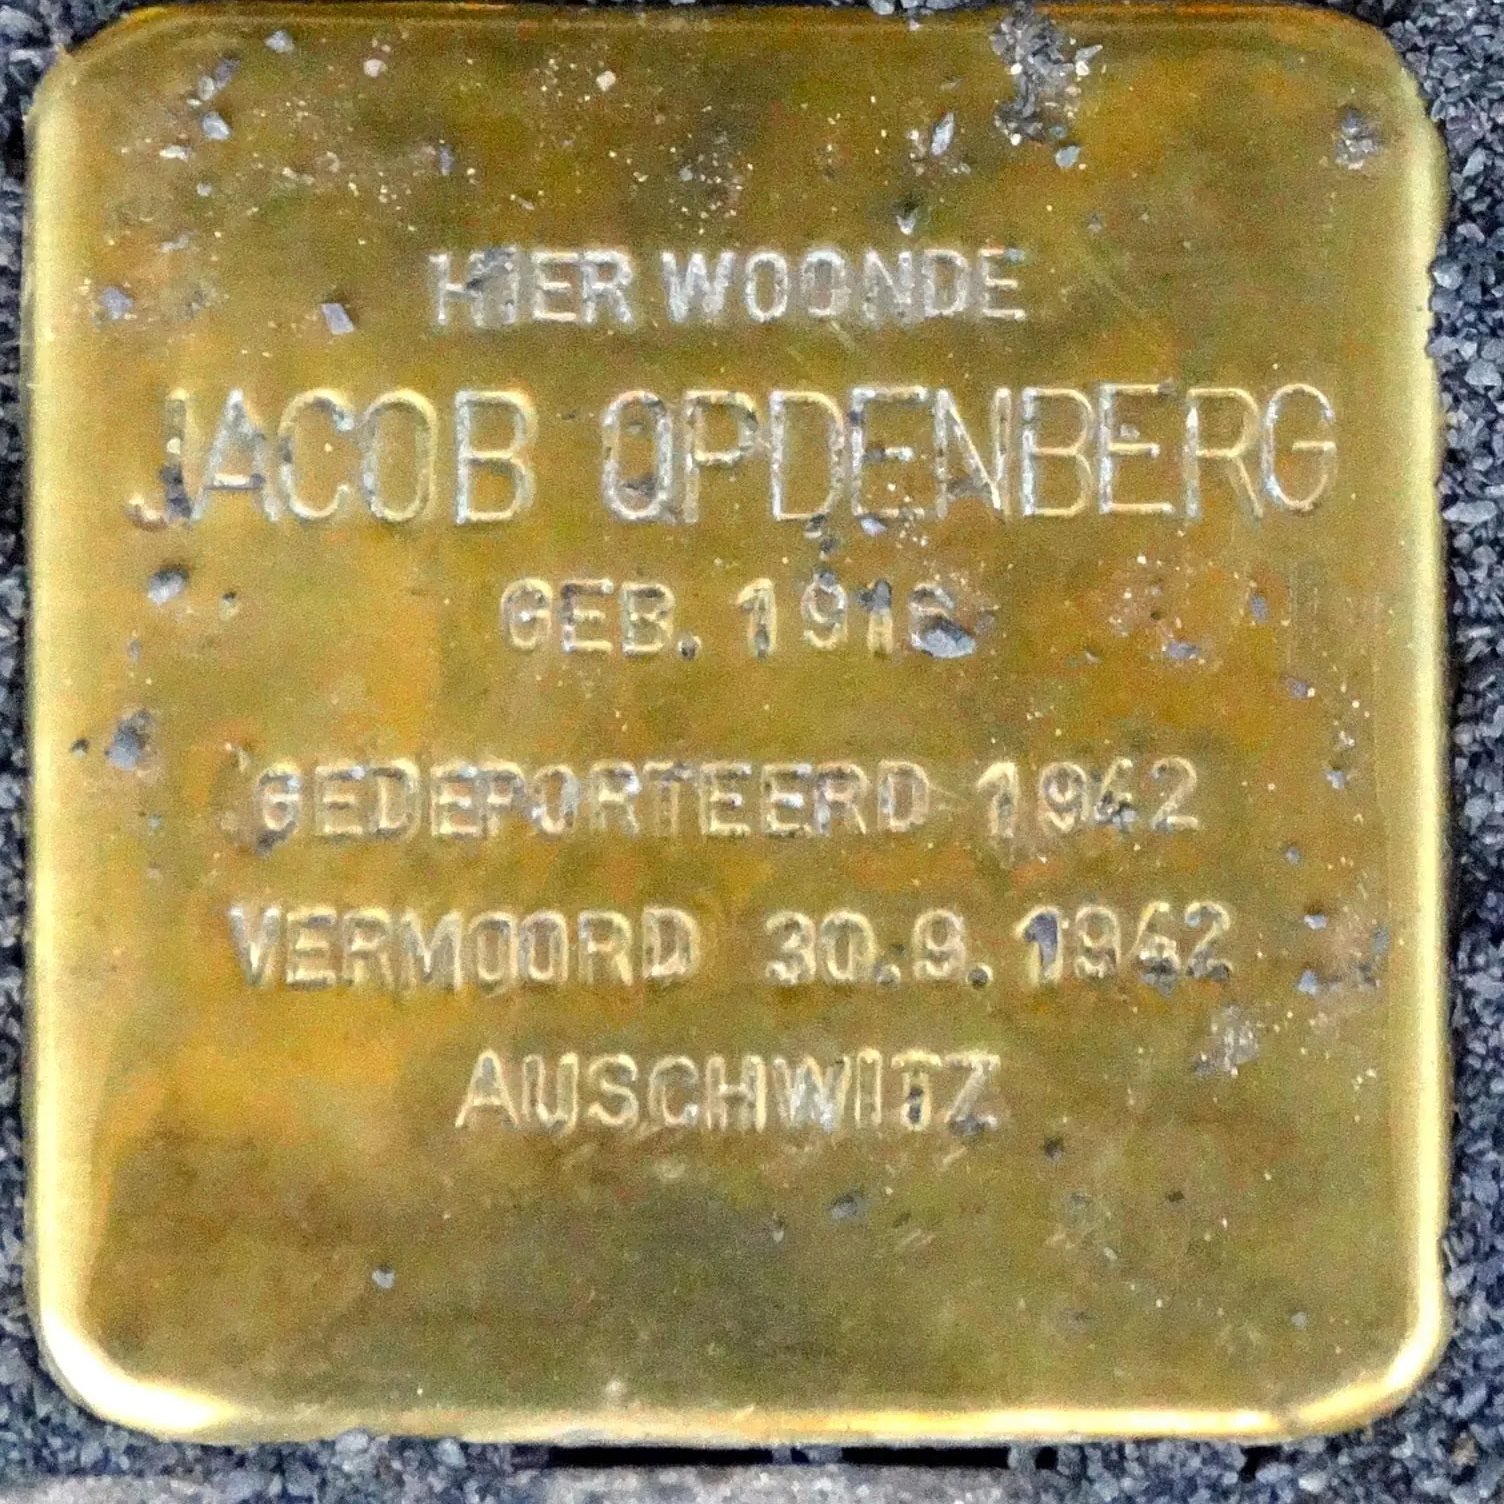 HIER WOONDE
JACOB OPDENBERG
GEB. 1916
GEDEPORTEERD 1942
VERMOORD 30.9.1942
AUSCHWITZ